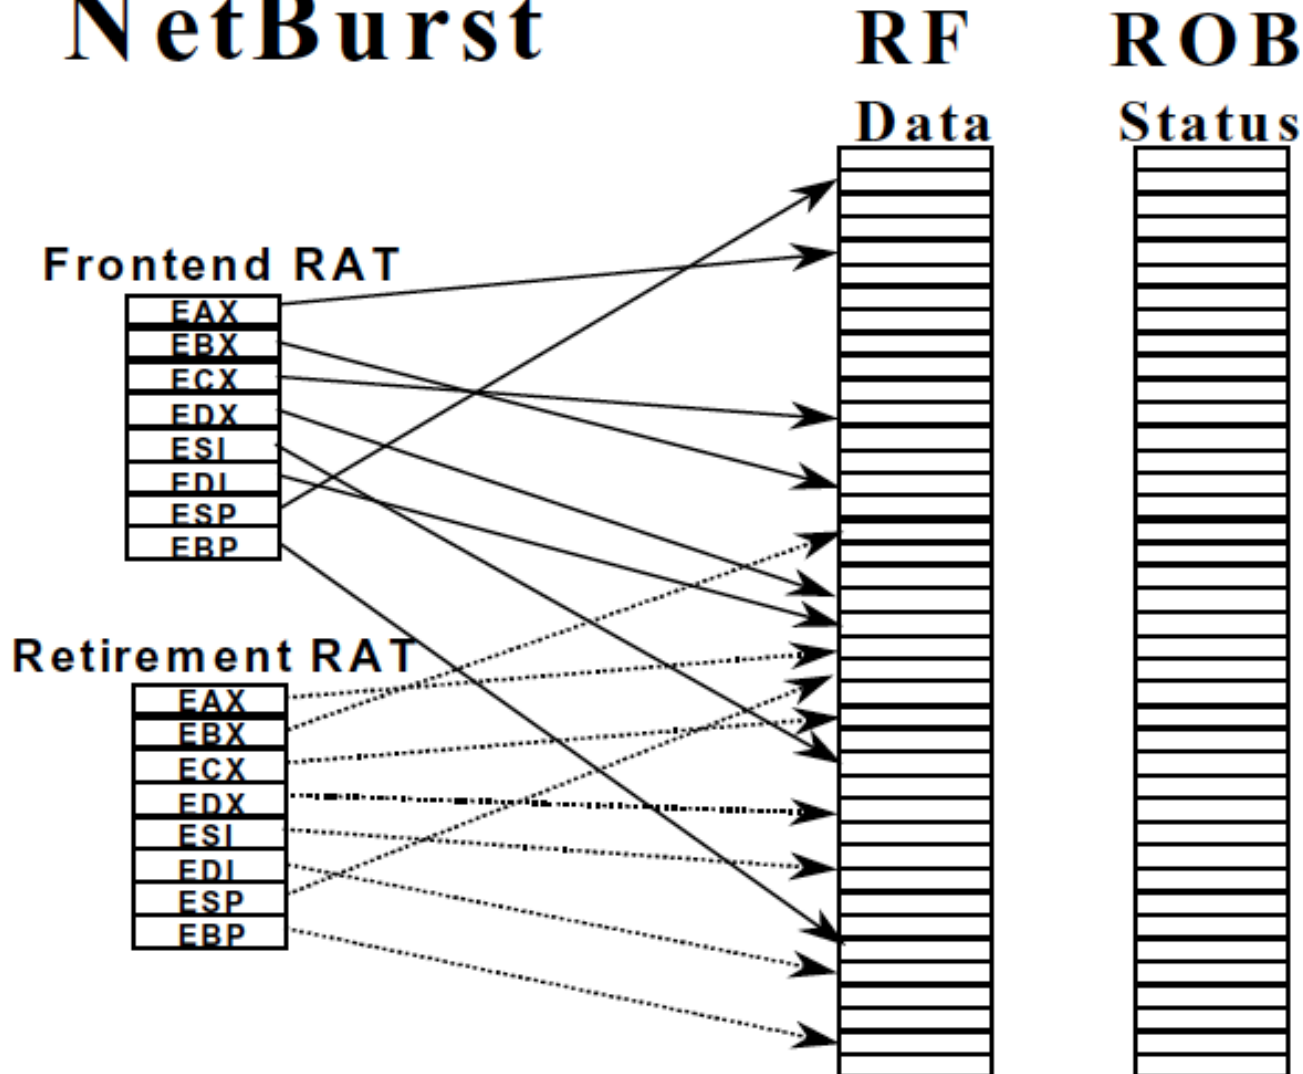 NetBurst
RF
ROB
Data
Status
Frontend RAT
EAX
EBX
ECX
EDX
ESI
EDI
ESP
EBP
Retirement RAT
EAX
EBX
ECX
EDX
ESI
EDI
ESP
EBP